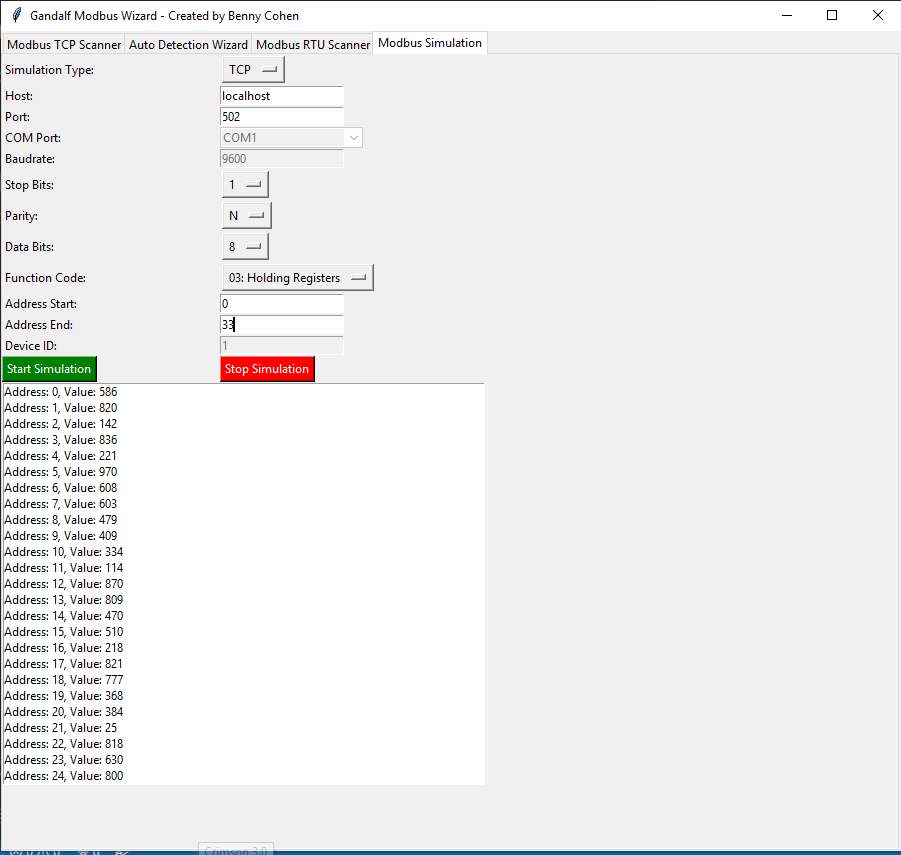 Gandalf Modbus Wizard - Created by Benny Cohen
Modbus TCP Scanner Auto Detection Wizard Modbus RTU Scanner Modbus Simulation
Simulation Type: TCP
Host: localhost
Port: 502
COM Port: COM1
Baudrate: 9600
Stop Bits: 1
Parity: N
Data Bits: 8
Function Code: 03: Holding Registers
Address Start: 0
Address End: 33
Device ID: 1
Start Simulation Stop Simulation
Address: 0, Value: 586
Address: 1, Value: 820
Address: 2, Value: 142
Address: 3, Value: 836
Address: 4, Value: 221
Address: 5, Value: 970
Address: 6, Value: 608
Address: 7, Value: 603
Address: 8, Value: 479
Address: 9, Value: 409
Address: 10, Value: 334
Address: 11, Value: 114
Address: 12, Value: 870
Address: 13, Value: 809
Address: 14, Value: 470
Address: 15, Value: 510
Address: 16, Value: 218
Address: 17, Value: 821
Address: 18, Value: 777
Address: 19, Value: 368
Address: 20, Value: 384
Address: 21, Value: 25
Address: 22, Value: 818
Address: 23, Value: 630
Address: 24, Value: 800
Crimson 3.0